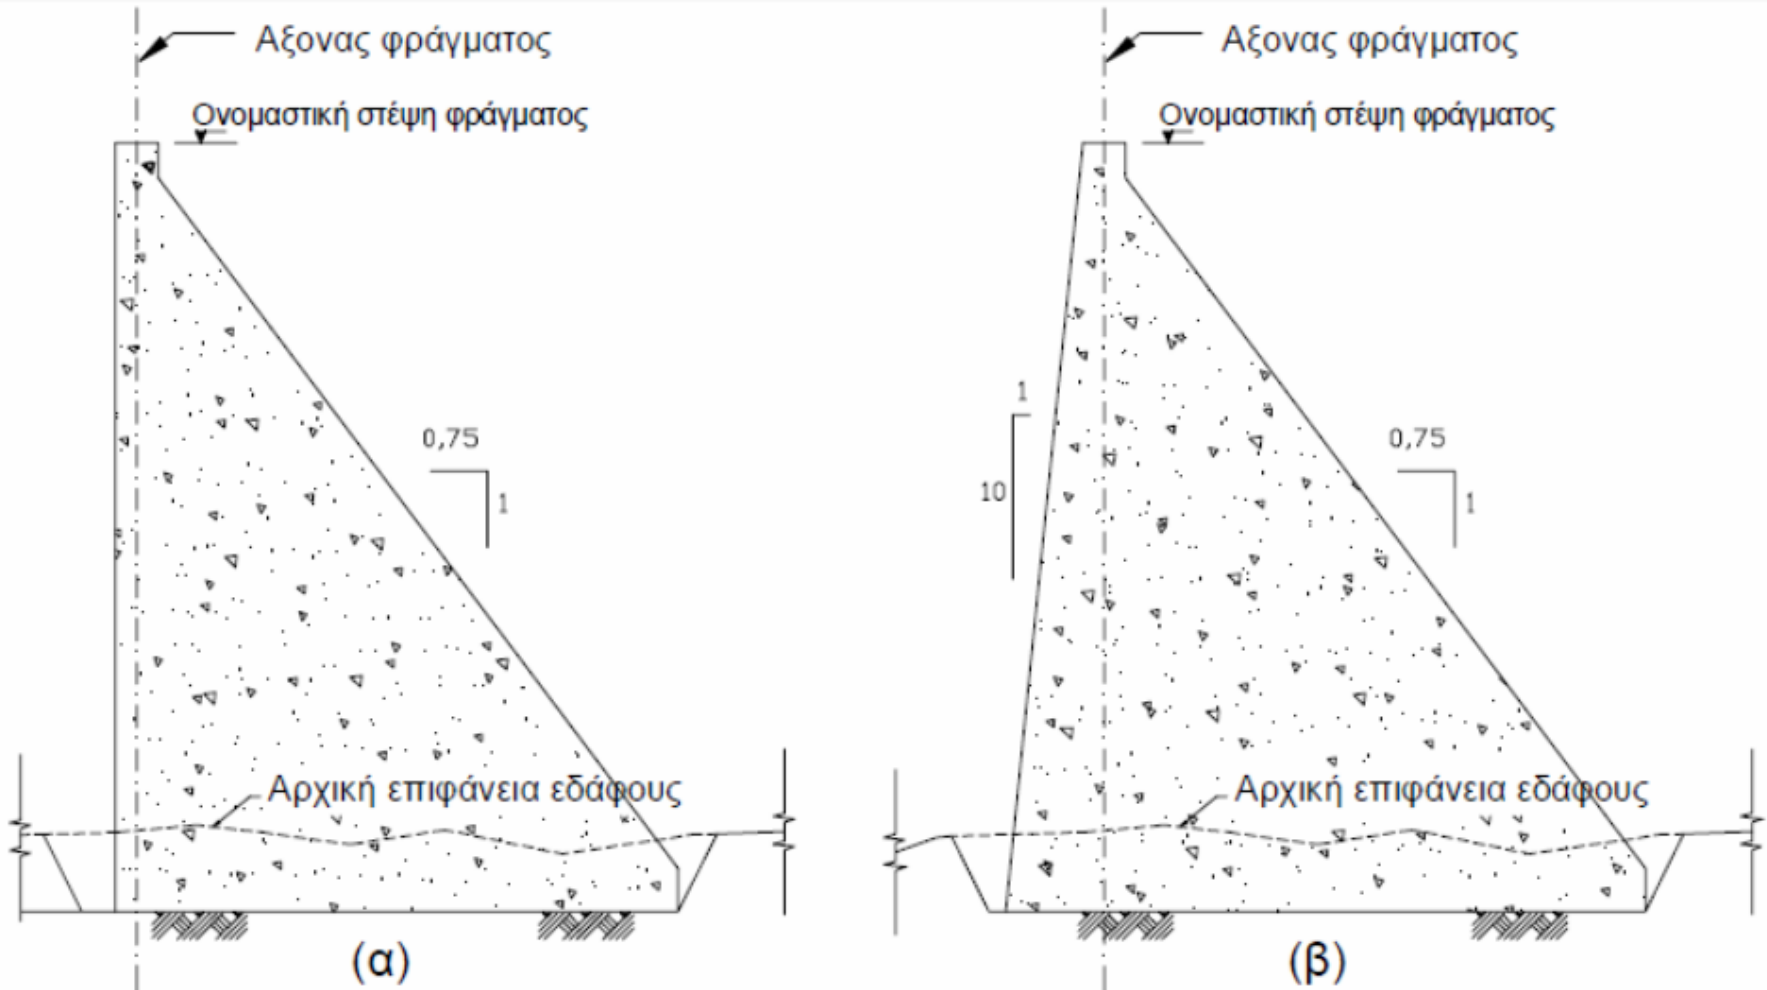 Αξονας φράγματος
Ονομαστική στέψη φράγματος
0,75
1
Αρχική επιφάνεια εδάφους
(α)
Αξονας φράγματος
Ονομαστική στέψη φράγματος
1
10
0,75
1
Αρχική επιφάνεια εδάφους
(β)